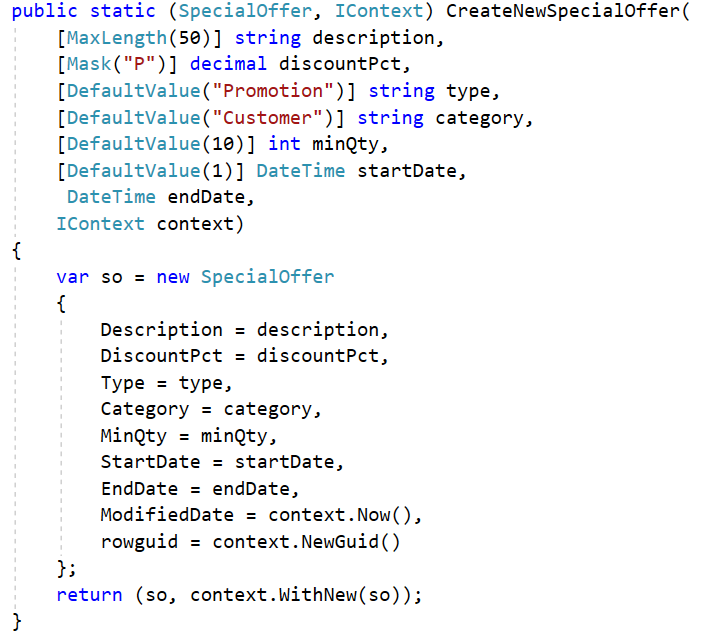 public static (SpecialOffer, IContext) CreateNewSpecialOffer(
    [MaxLength(50)] string description,
    [Mask("P")] decimal discountPct,
    [DefaultValue("Promotion")] string type,
    [DefaultValue("Customer")] string category,
    [DefaultValue(10)] int minQty,
    [DefaultValue(1)] DateTime startDate,
     DateTime endDate,
    IContext context)
{
    var so = new SpecialOffer
    {
        Description = description,
        DiscountPct = discountPct,
        Type = type,
        Category = category,
        MinQty = minQty,
        StartDate = startDate,
        EndDate = endDate,
        ModifiedDate = context.Now(),
        rowguid = context.NewGuid()
    };
    return (so, context.WithNew(so));
}